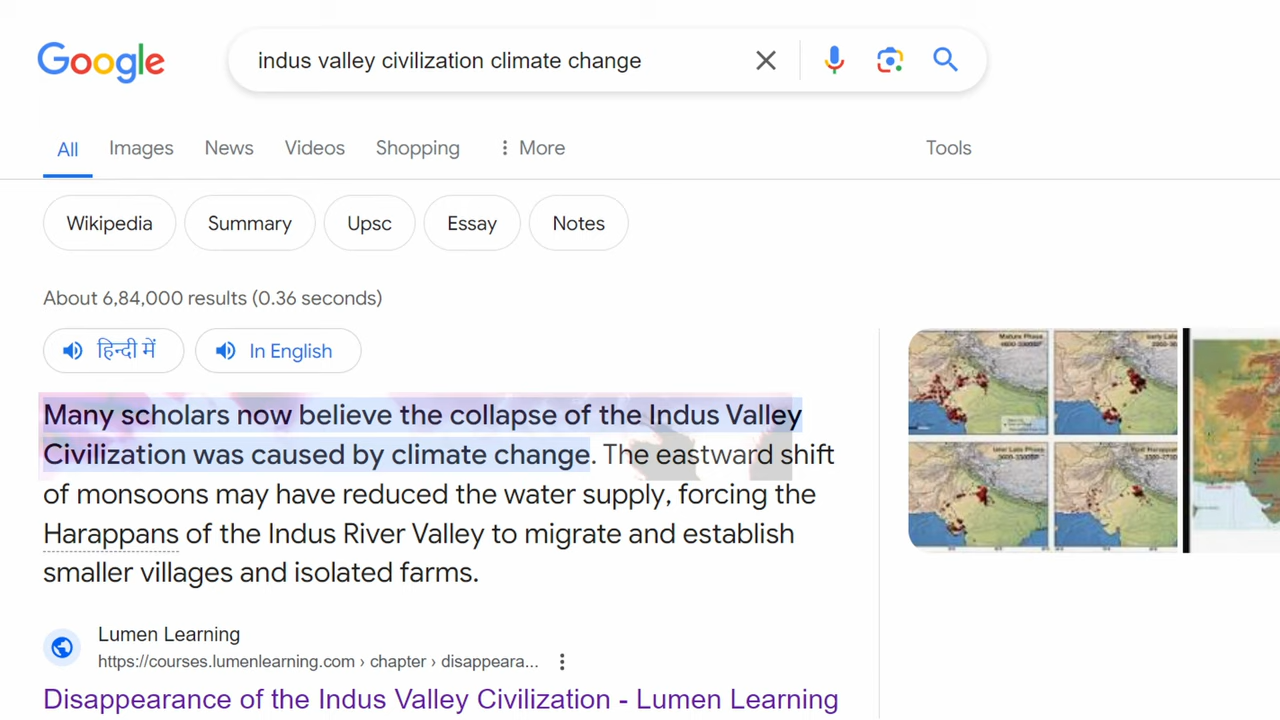 Google
indus valley civilization climate change
All Images News Videos Shopping More Tools
Wikipedia Summary Upsc Essay Notes
About 6,84,000 results (0.36 seconds)
हिन्दी में In English
Many scholars now believe the collapse of the Indus Valley
Civilization was caused by climate change. The eastward shift
of monsoons may have reduced the water supply, forcing the
Harappans of the Indus River Valley to migrate and establish
smaller villages and isolated farms.
Lumen Learning
https://courses.lumenlearning.com › chapter › disappeara...
Disappearance of the Indus Valley Civilization - Lumen Learning
Mature Phase